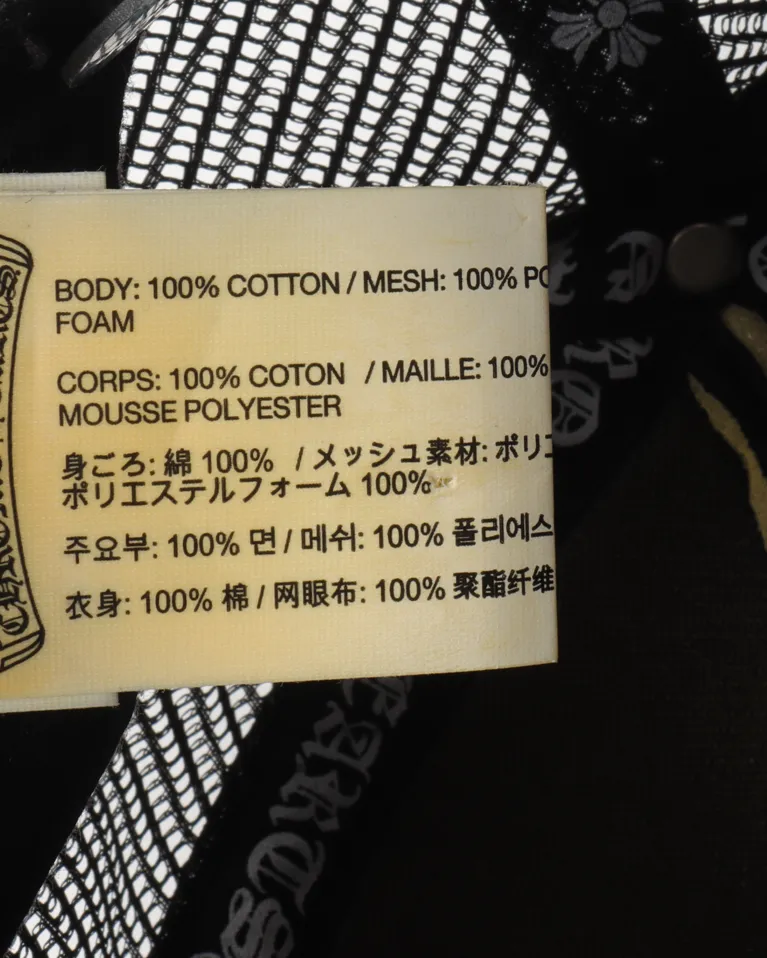 BODY: 100% COTTON / MESH: 100%
FOAM
CORPS: 100% COTON / MAILLE: 100%
MOUSSE POLYESTER
身ごろ: 綿 100% / メッシュ素材: ポリエ
ポリエステルフォーム 100%
주요부: 100% 면 / 메쉬: 100% 폴리에스
衣身: 100% 棉 / 网眼布: 100% 聚酯纤维